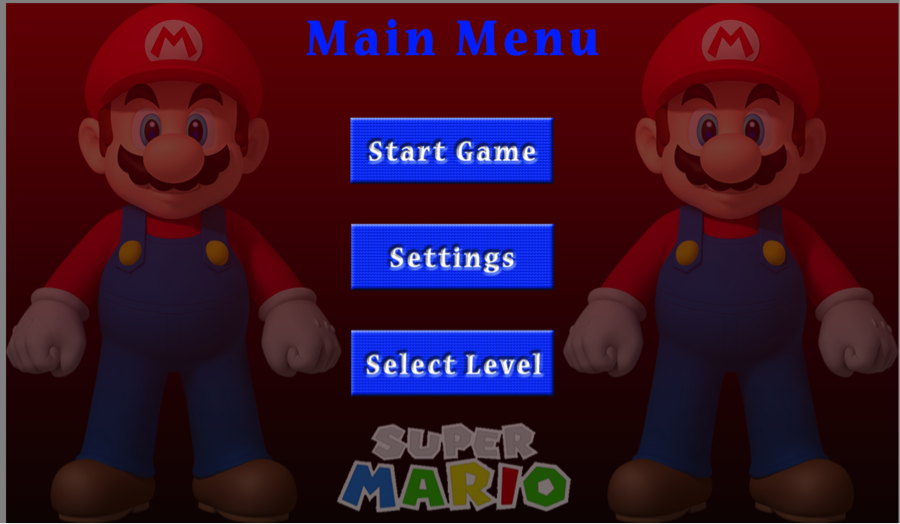 Main Menu
M
M
Start Game
Settings
Select Level
SUPER
MARIO